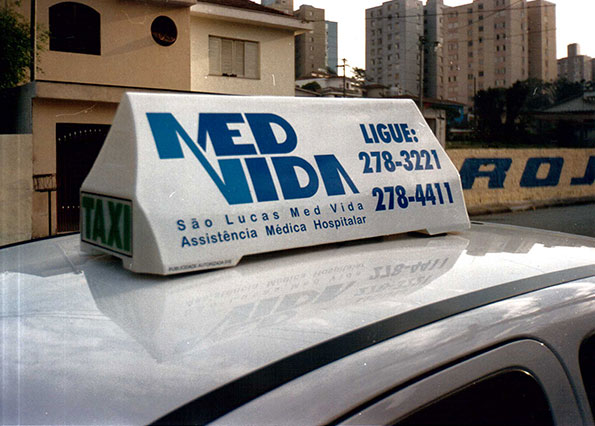 MED
VIDA
LIGUE:
278-3221
278-4411
São Lucas Med Vida
Assistência Médica Hospitalar
TAXI
ROJ